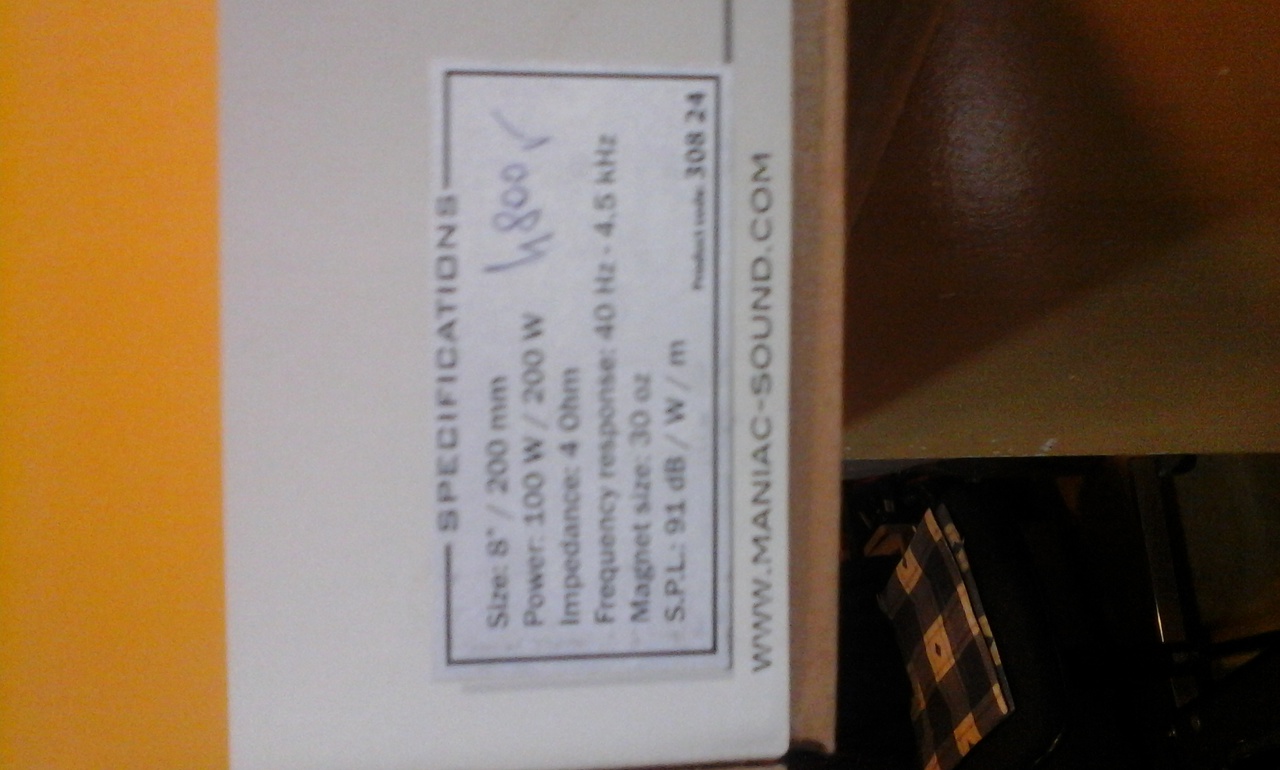 SPECIFICATIONS
Size: 8" / 200 mm
Power: 100 W / 200 W
4800
Impedance: 4 Ohm
Frequency response: 40 Hz - 4.5 kHz
Magnet size: 30 oz
S.P.L.: 91 dB / W / m
Product code: 308 24
WWW.MANIAC-SOUND.COM